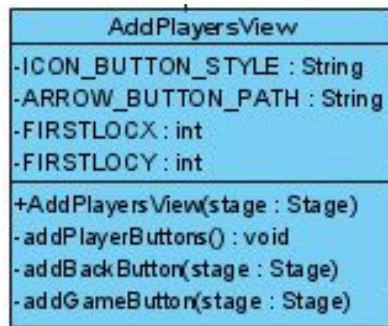 AddPlayersView
-ICON_BUTTON_STYLE : String
-ARROW_BUTTON_PATH : String
-FIRSTLOCX : int
-FIRSTLOCY : int
+AddPlayersView(stage : Stage)
-addPlayerButtons() : void
-addBackButton(stage : Stage)
-addGameButton(stage : Stage)